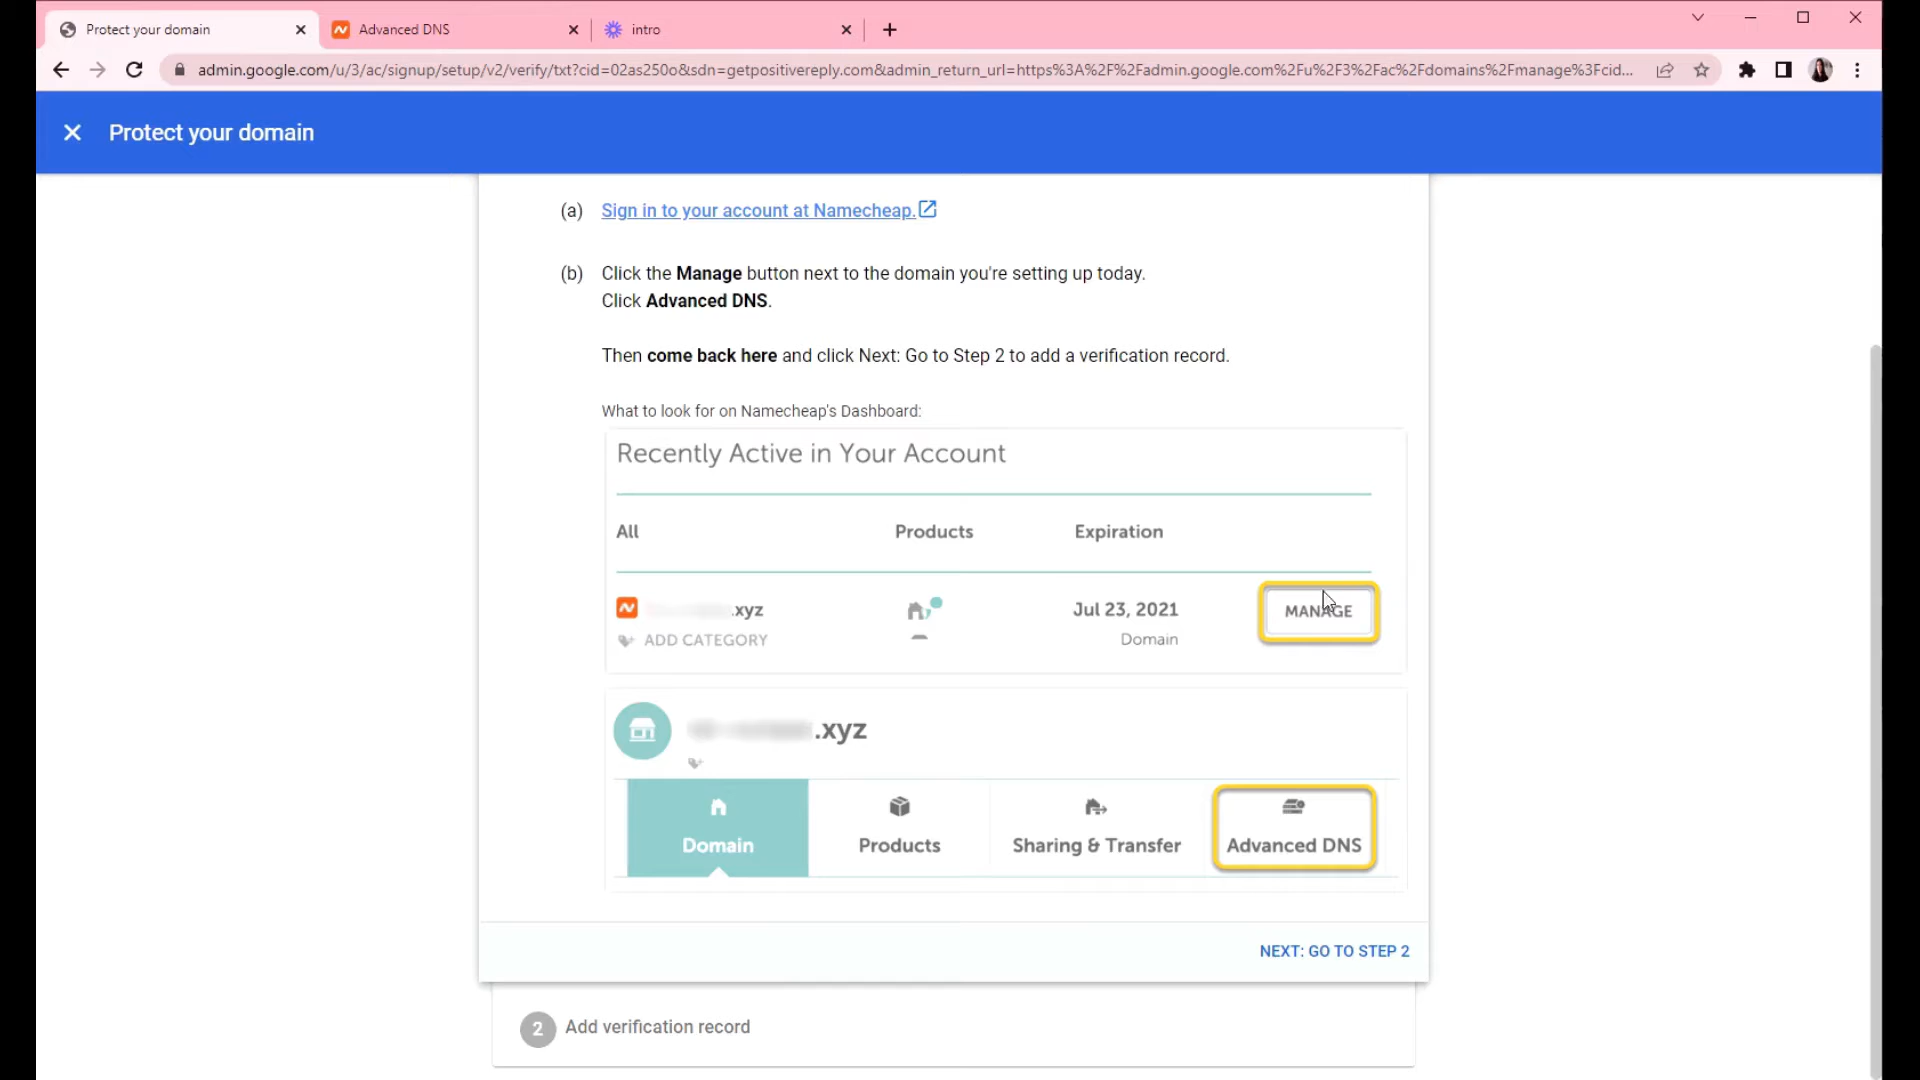 Protect your domain
Advanced DNS
intro
admin.google.com/u/3/ac/signup/setup/v2/verify/txt?cid=02as250o&sdn=getpositivereply.com&admin_return_url=https%3A%2F%2Fadmin.google.com%2Fu%2F3%2Fac%2Fdomains%2Fmanage%3Fcid...
Protect your domain
(a) Sign in to your account at Namecheap.
(b) Click the Manage button next to the domain you're setting up today.
Click Advanced DNS.
Then come back here and click Next: Go to Step 2 to add a verification record.
What to look for on Namecheap's Dashboard:
Recently Active in Your Account
All Products Expiration
.xyz Jul 23, 2021 MANAGE
ADD CATEGORY Domain
.xyz
Domain Products Sharing & Transfer Advanced DNS
NEXT: GO TO STEP 2
2 Add verification record